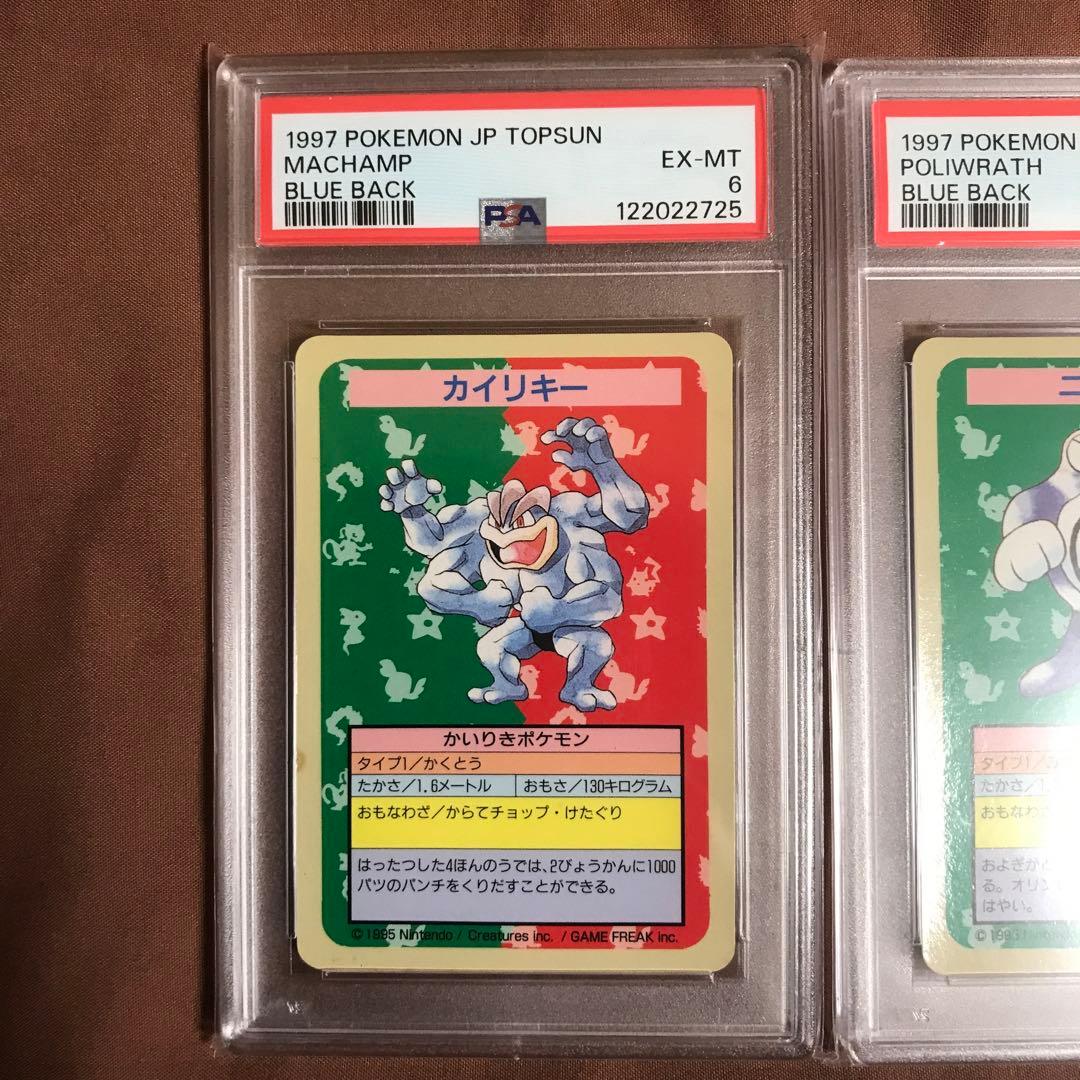 1997 POKEMON JP TOPSUN
MACHAMP
EX-MT
BLUE BACK
6
PSA
122022725
カイリキー
かいりきポケモン
タイプ1/かくとう
たかさ/1.6メートル
おもさ/130キログラム
おもなわざ/からてチョップ・けたぐり
はったつした4ほんのうでは、2びょうかんに1000
パツのパンチをくりだすことができる。
©1995 Nintendo / Creatures inc. / GAME FREAK inc.
1997 POKEMON
POLIWRATH
BLUE BACK
ニ
タイプ1/
たかさ/1.
おもなわざ
およぎが
る。オリン
はやい。